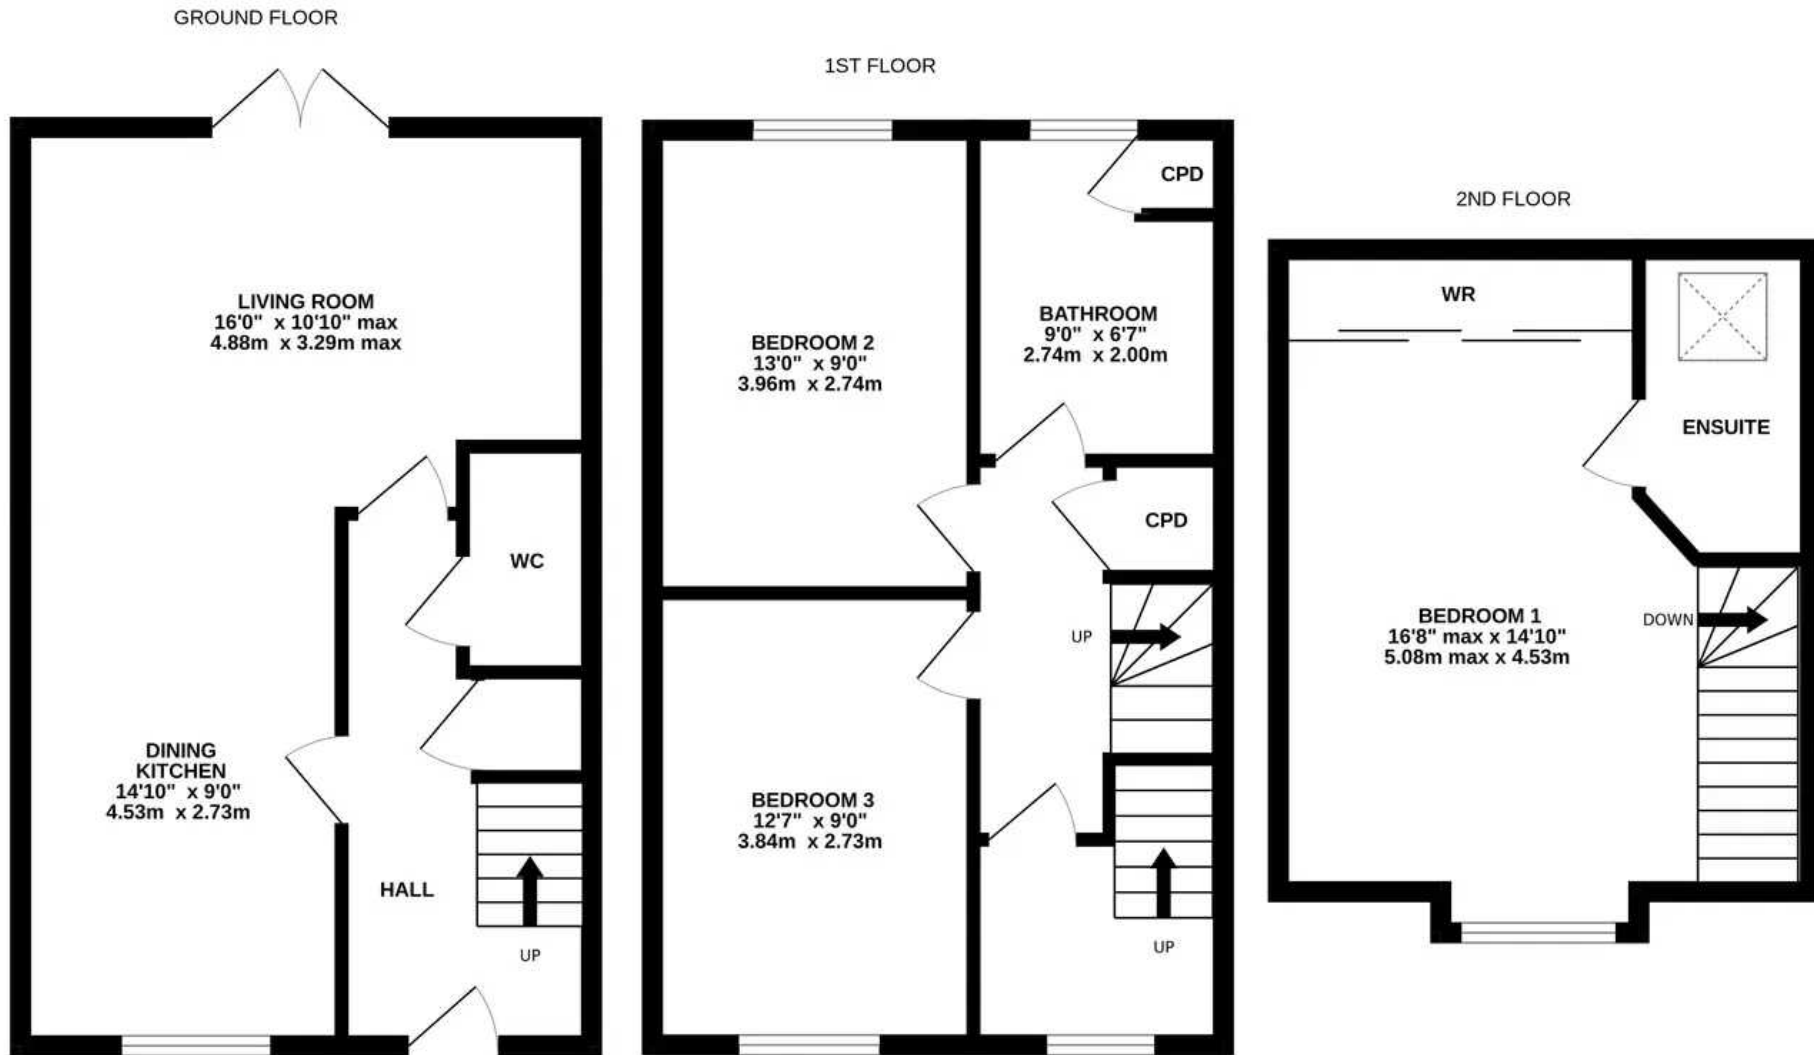 GROUND FLOOR
LIVING ROOM
16'0" x 10'10" max
4.88m x 3.29m max
WC
DINING
KITCHEN
14'10" x 9'0"
4.53m x 2.73m
HALL
UP
1ST FLOOR
CPD
BATHROOM
9'0" x 6'7"
2.74m x 2.00m
BEDROOM 2
13'0" x 9'0"
3.96m x 2.74m
CPD
UP
BEDROOM 3
12'7" x 9'0"
3.84m x 2.73m
UP
2ND FLOOR
WR
ENSUITE
BEDROOM 1
16'8" max x 14'10"
5.08m max x 4.53m
DOWN